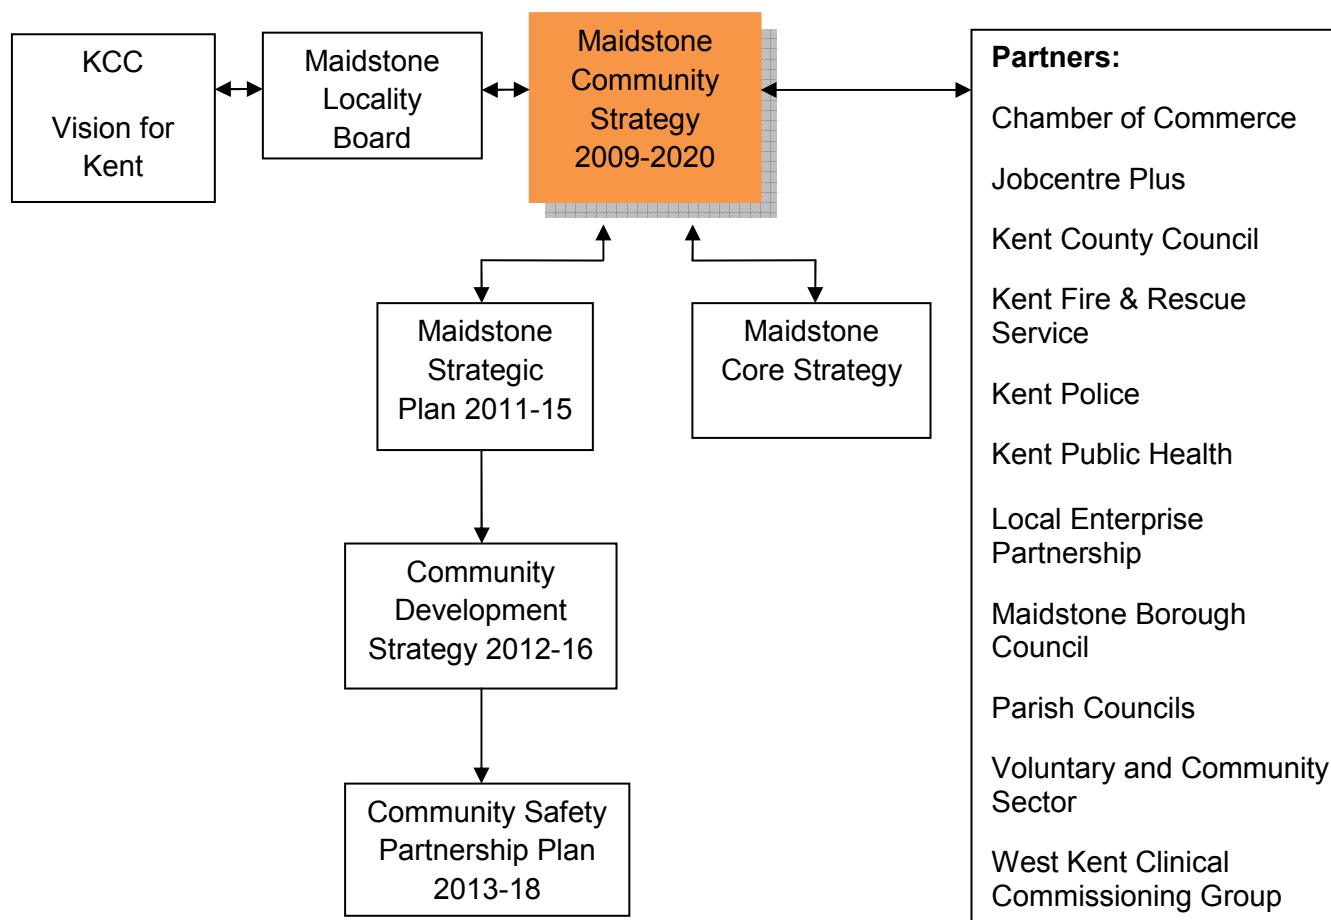 KCC
Vision for
Kent
Maidstone
Locality
Board
Maidstone
Community
Strategy
2009-2020
Partners:
Chamber of Commerce
Jobcentre Plus
Kent County Council
Kent Fire & Rescue
Service
Kent Police
Kent Public Health
Local Enterprise
Partnership
Maidstone Borough
Council
Parish Councils
Voluntary and Community
Sector
West Kent Clinical
Commissioning Group
Maidstone
Strategic
Plan 2011-15
Maidstone
Core Strategy
Community
Development
Strategy 2012-16
Community Safety
Partnership Plan
2013-18